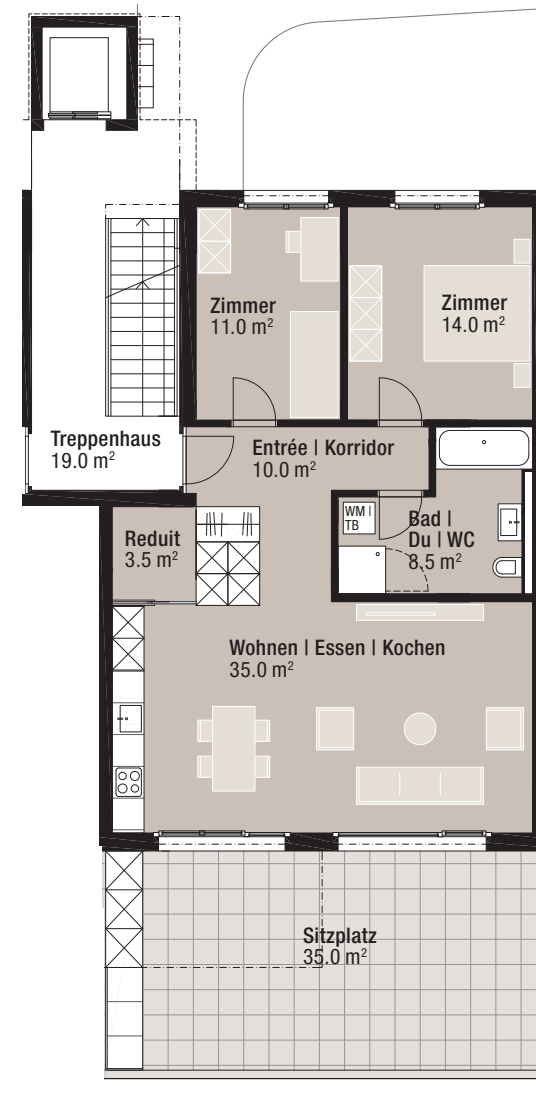 Zimmer
11.0 m²
Zimmer
14.0 m²
Treppenhaus
19.0 m²
Entrée | Korridor
10.0 m²
WM |
TB
Bad |
Du | WC
8.5 m²
Reduit
3.5 m²
Wohnen | Essen | Kochen
35.0 m²
Sitzplatz
35.0 m²